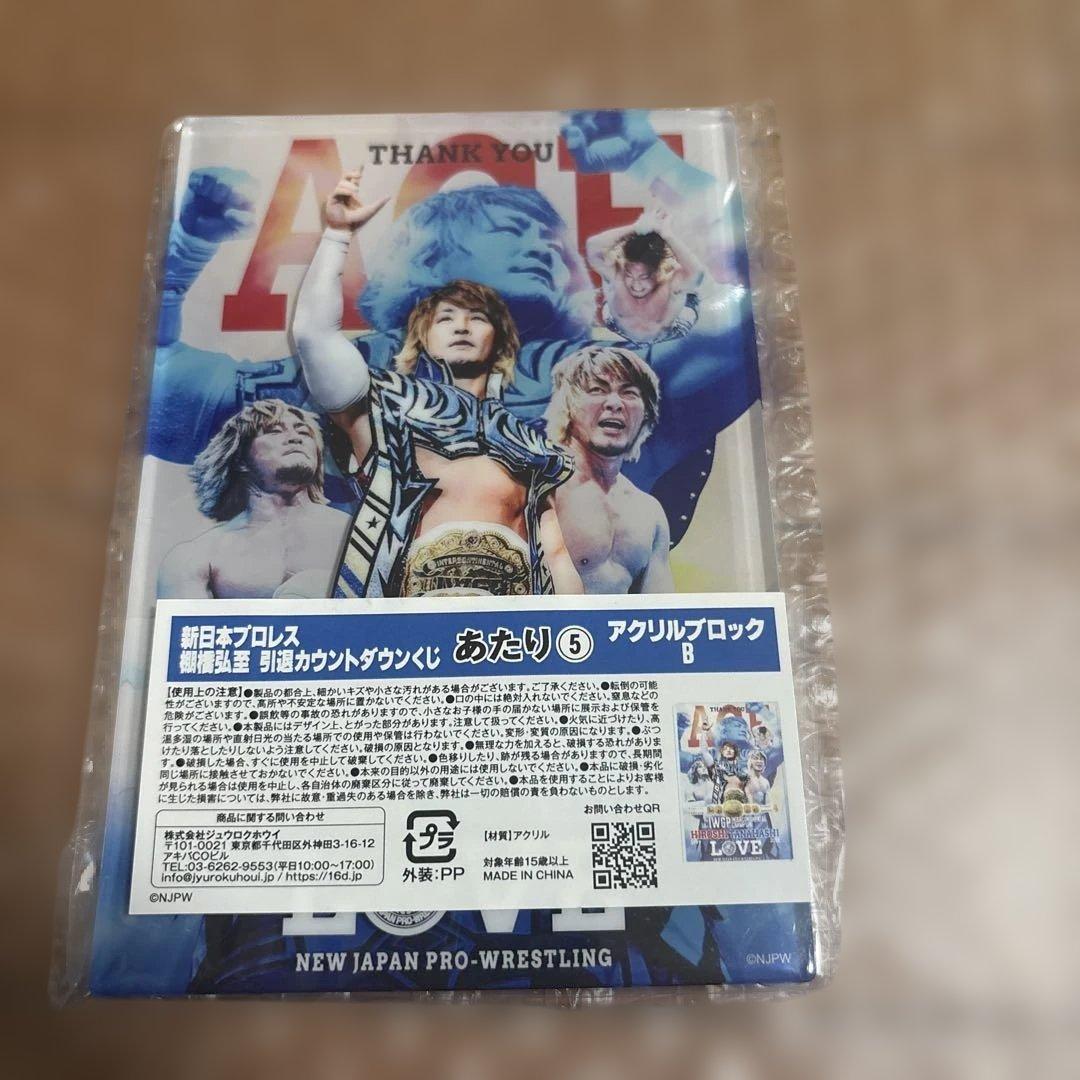 THANK YOU
ACE
INTERCONTINENTAL
新日本プロレス
棚橋弘至 引退カウントダウンくじ
あたり⑤
アクリルブロック
B
【使用上の注意】●製品の都合上、細かいキズや小さな汚れがある場合がございます。ご了承ください。●転倒の可能
性がございますので、高所や不安定な場所に置かないでください。●口の中には絶対入れないでください。窒息などの
危険がございます。●誤飲等の事故の恐れがありますので、小さなお子様の手の届かない場所に展示および保管を
行ってください。●本製品にはデザイン上、とがった部分があります。注意して扱ってください。●火気に近づけたり、高
温多湿の場所や直射日光の当たる場所での使用や保管は行わないでください。変形・変質の原因になります。●ぶつ
けたり落としたりしないよう注意してください。破損の原因となります。●無理な力を加えると、破損する恐れがありま
す。●破損した場合、すぐに使用を中止して破棄してください。●色移りしたり、跡が残る場合がありますので、長期間
同じ場所に接触させておかないでください。●本来の目的以外の用途には使用しないでください。●本品に破損・劣化
が見られる場合は使用を中止し、各自治体の廃棄区分に従って廃棄してください。●本品を使用することによりお客様
に生じた損害については、弊社に故意・重過失のある場合を除き、弊社は一切の賠償の責を負わないものとします。
商品に関する問い合わせ
株式会社ジュウロクホウイ
〒101-0021 東京都千代田区外神田3-16-12
アキバCOビル
TEL:03-6262-9553(平日10:00~17:00)
info@jyurokuhoui.jp / https://16d.jp
©NJPW
プラ
外装:PP
【材質】アクリル
対象年齢15歳以上
MADE IN CHINA
お問い合わせQR
THANK YOU
ACE
IWGP
HIROSHI TANAHASHI
LOVE
LOVE
NEW JAPAN PRO-WRESTLING
©NJPW